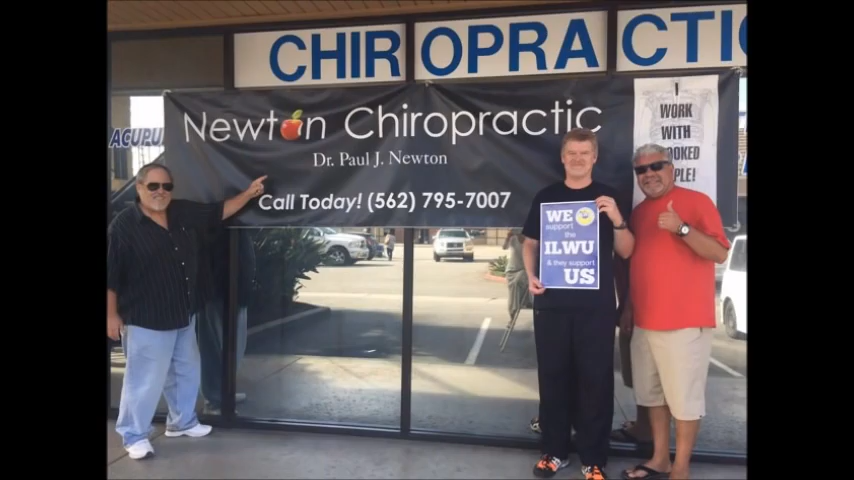 CHIROPRACTIC
ACUPU
Newton Chiropractic
Dr. Paul J. Newton
Call Today! (562) 795-7007
I
WORK
WITH
OOKED
PLE!
WE
support
the
ILWU
& they support
US